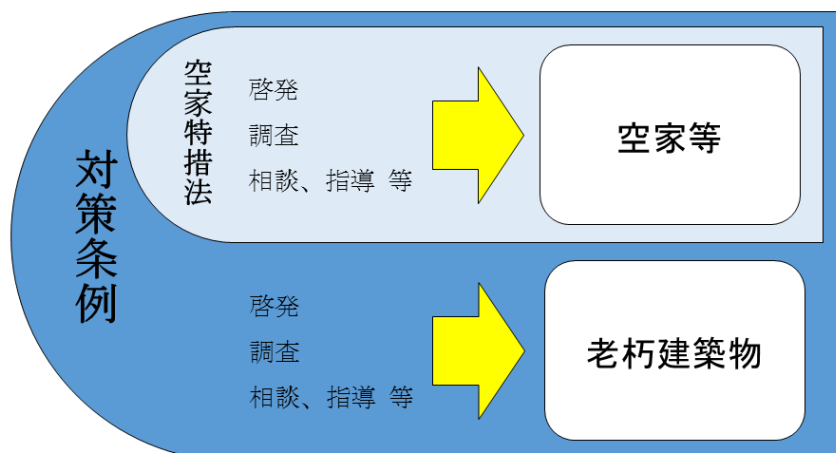 対策条例
空家特措法
啓発
調査
相談、指導 等
空家等
啓発
調査
相談、指導 等
老朽建築物